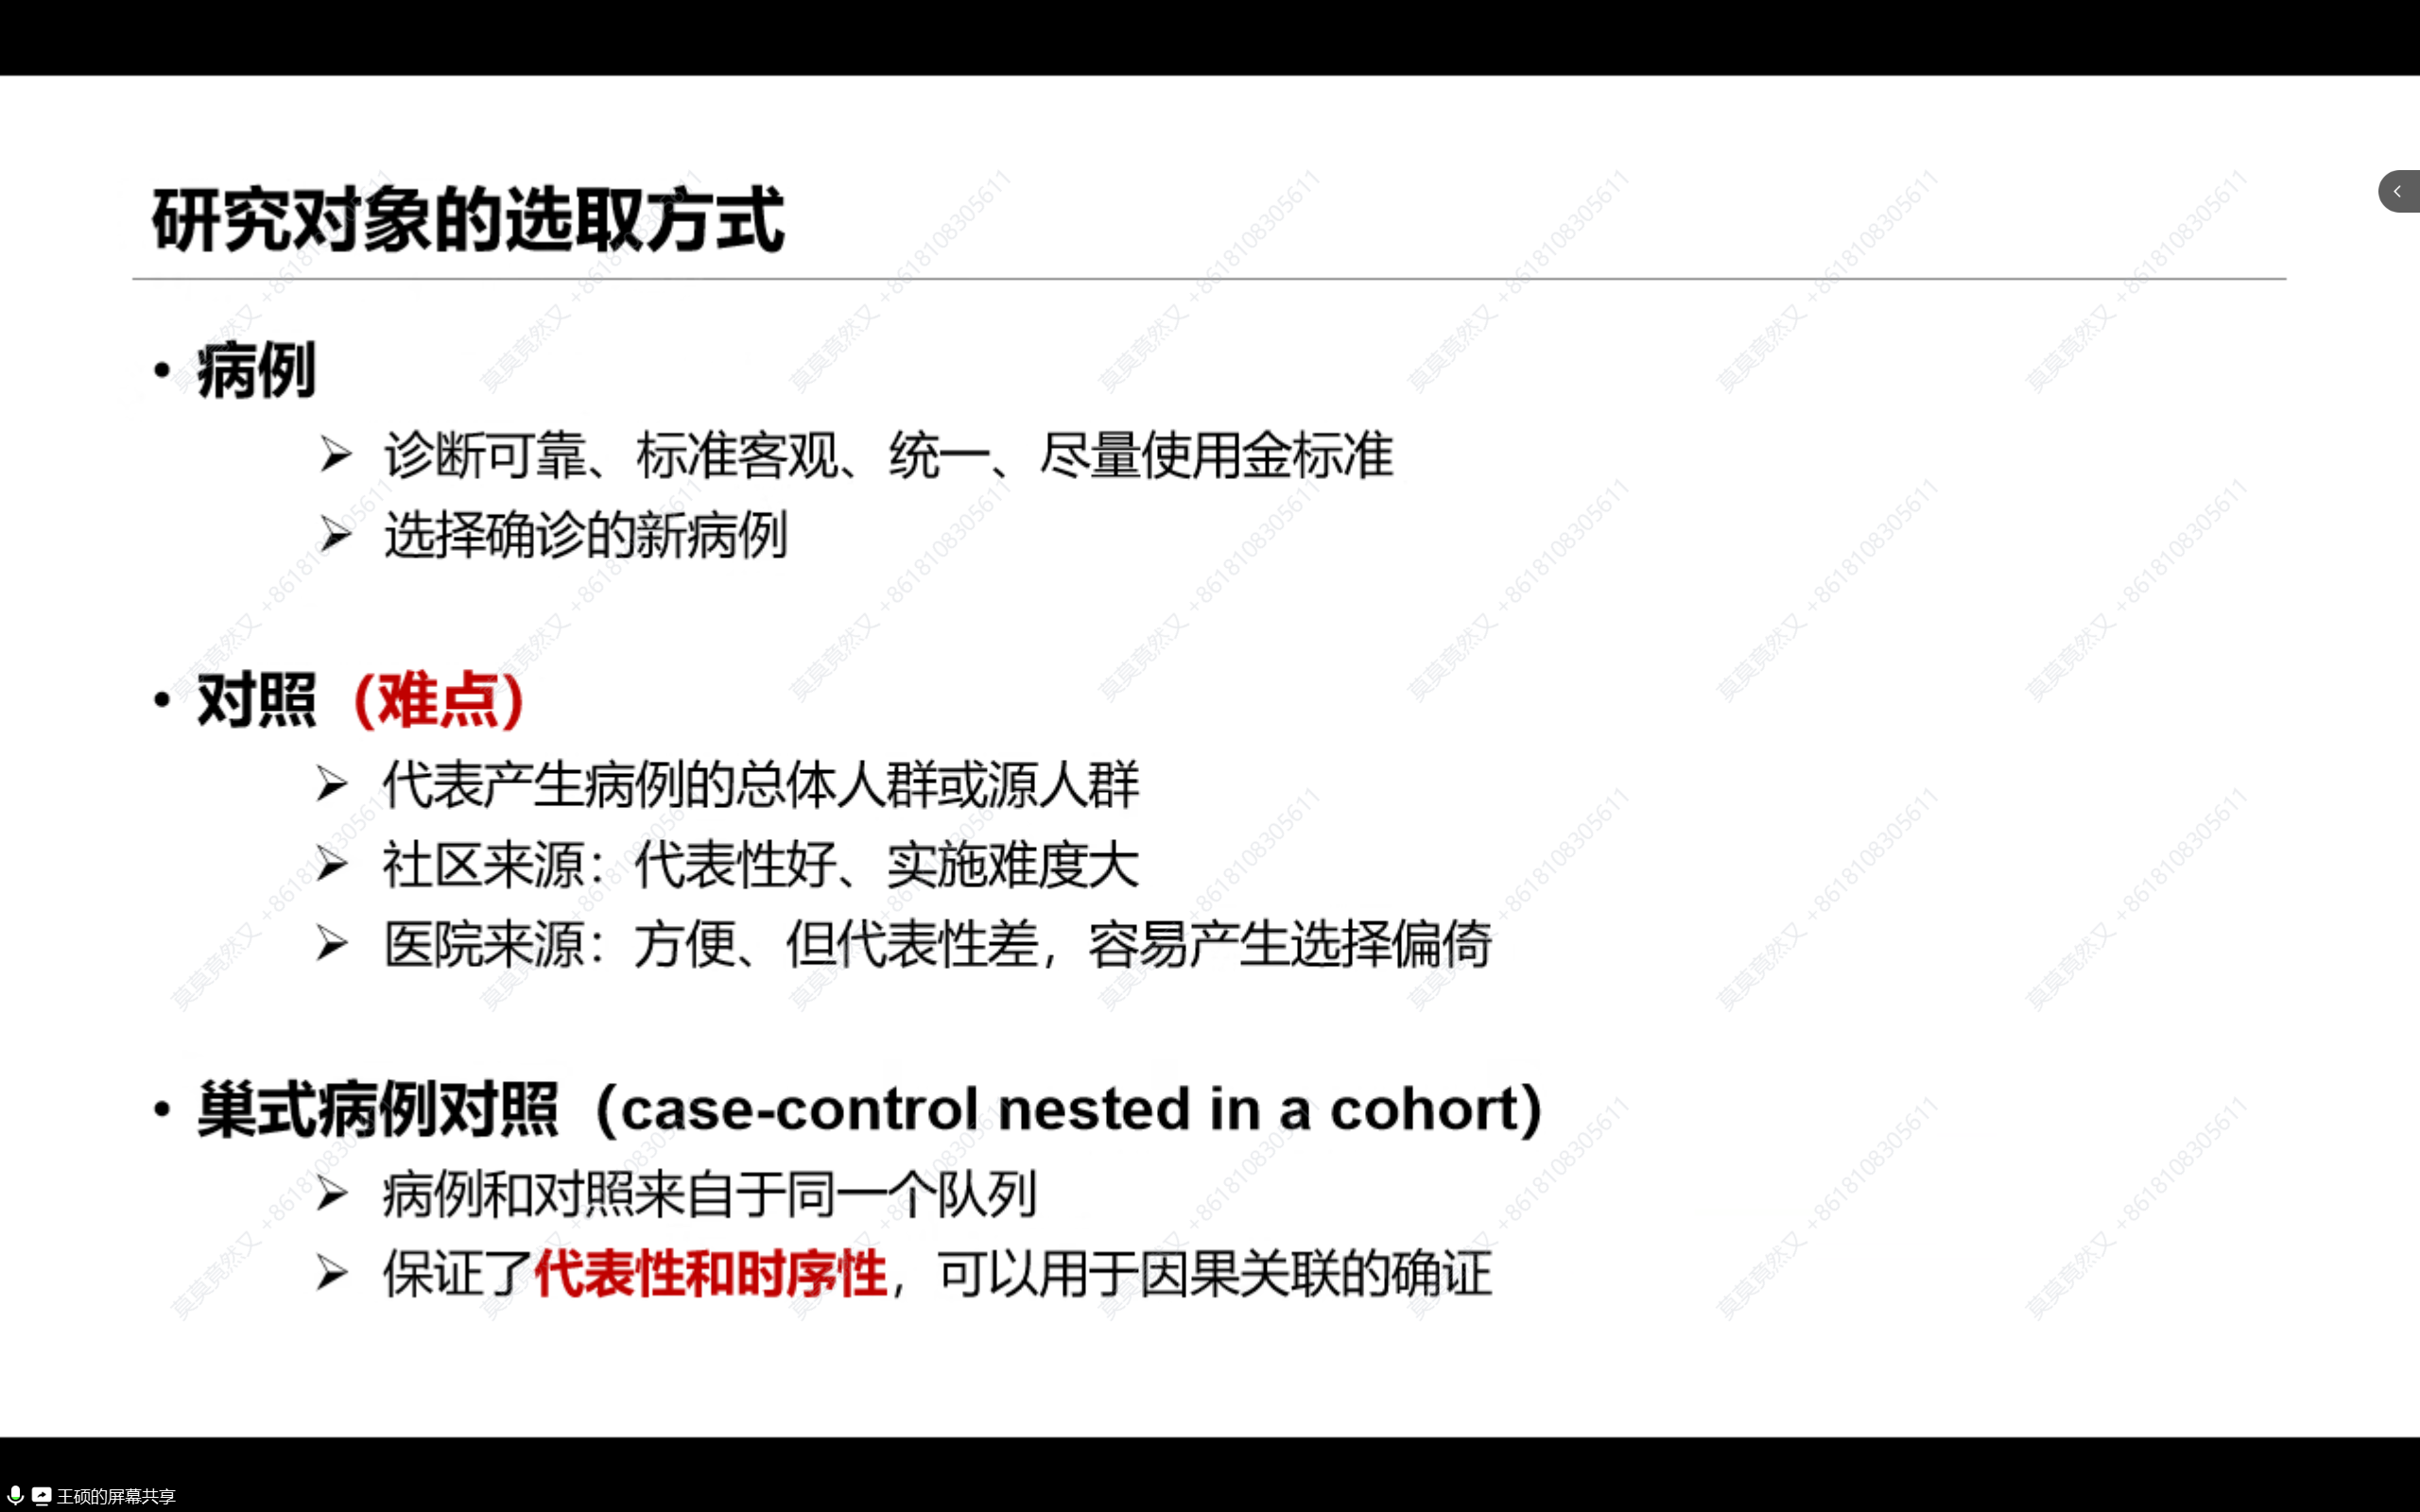 研究对象的选取方式
• 病例
➢ 诊断可靠、标准客观、统一、尽量使用金标准
➢ 选择确诊的新病例
• 对照（难点）
➢ 代表产生病例的总体人群或源人群
➢ 社区来源：代表性好、实施难度大
➢ 医院来源：方便、但代表性差，容易产生选择偏倚
• 巢式病例对照（case-control nested in a cohort）
➢ 病例和对照来自于同一个队列
➢ 保证了代表性和时序性，可以用于因果关联的确证
莫莫竟然又 +8618108305611
王硕的屏幕共享